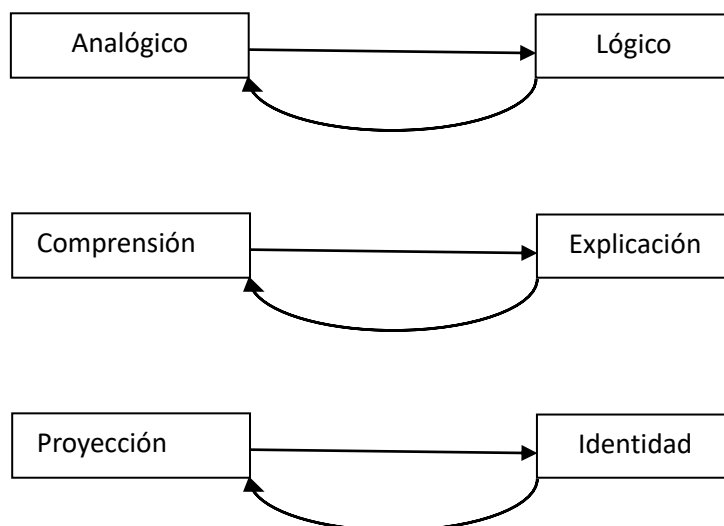 Analógico
Lógico
Comprensión
Explicación
Proyección
Identidad